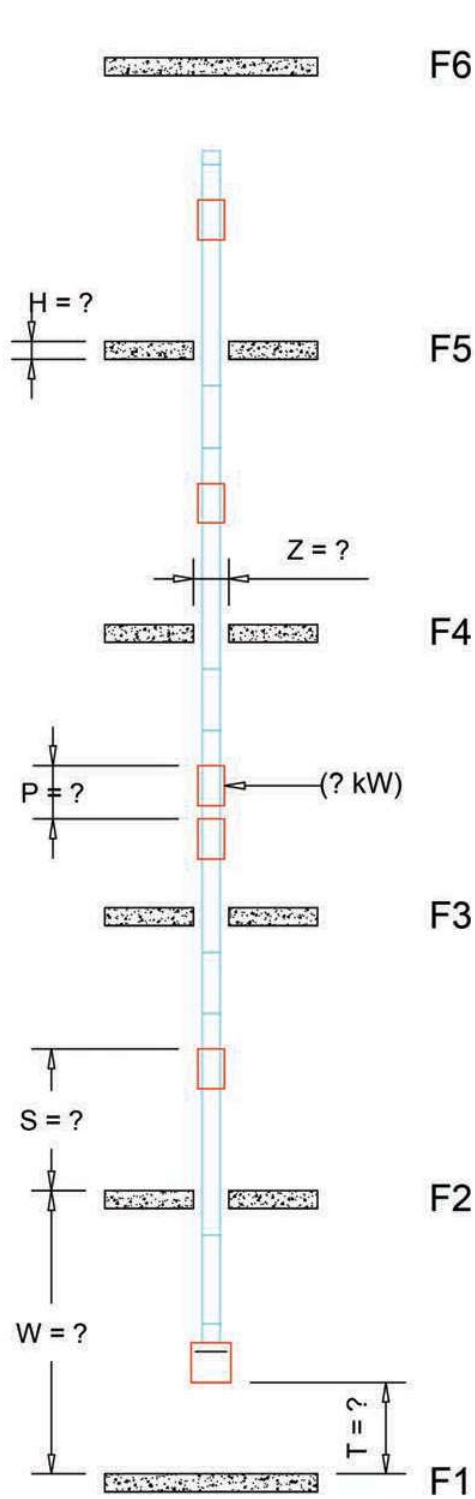 F6
H = ?
F5
Z = ?
F4
P = ?
(? kW)
F3
S = ?
F2
W = ?
T = ?
F1